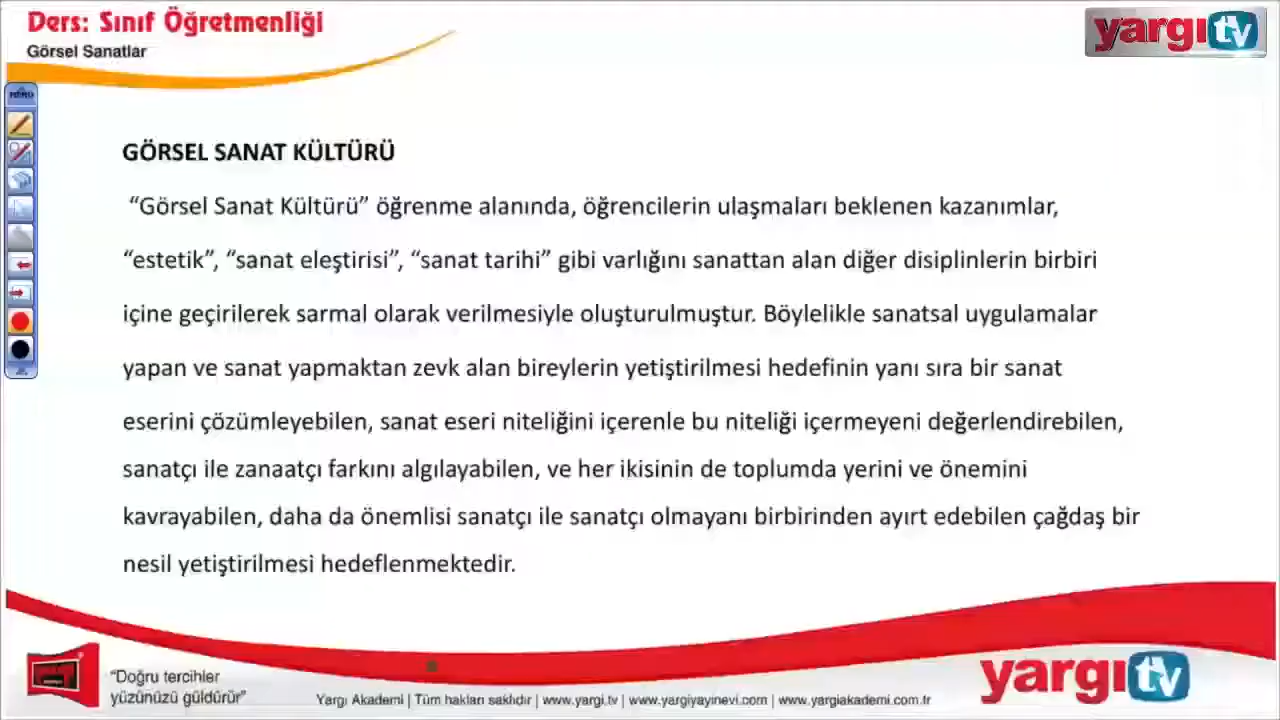 Ders: Sınıf Öğretmenliği
Görsel Sanatlar
yargıtv
MENÜ
GÖRSEL SANAT KÜLTÜRÜ
“Görsel Sanat Kültürü” öğrenme alanında, öğrencilerin ulaşmaları beklenen kazanımlar,
“estetik”, “sanat eleştirisi”, “sanat tarihi” gibi varlığını sanattan alan diğer disiplinlerin birbiri
içine geçirilerek sarmal olarak verilmesiyle oluşturulmuştur. Böylelikle sanatsal uygulamalar
yapan ve sanat yapmaktan zevk alan bireylerin yetiştirilmesi hedefinin yanı sıra bir sanat
eserini çözümleyebilen, sanat eseri niteliğini içerenle bu niteliği içermeyeni değerlendirebilen,
sanatçı ile zanaatçı farkını algılayabilen, ve her ikisinin de toplumda yerini ve önemini
kavrayabilen, daha da önemlisi sanatçı ile sanatçı olmayanı birbirinden ayırt edebilen çağdaş bir
nesil yetiştirilmesi hedeflenmektedir.
“Doğru tercihler
yüzünüzü güldürür”
Yargı Akademi | Tüm hakları saklıdır | www.yargi.tv | www.yargiyayinevi.com | www.yargiakademi.com.tr
yargıtv